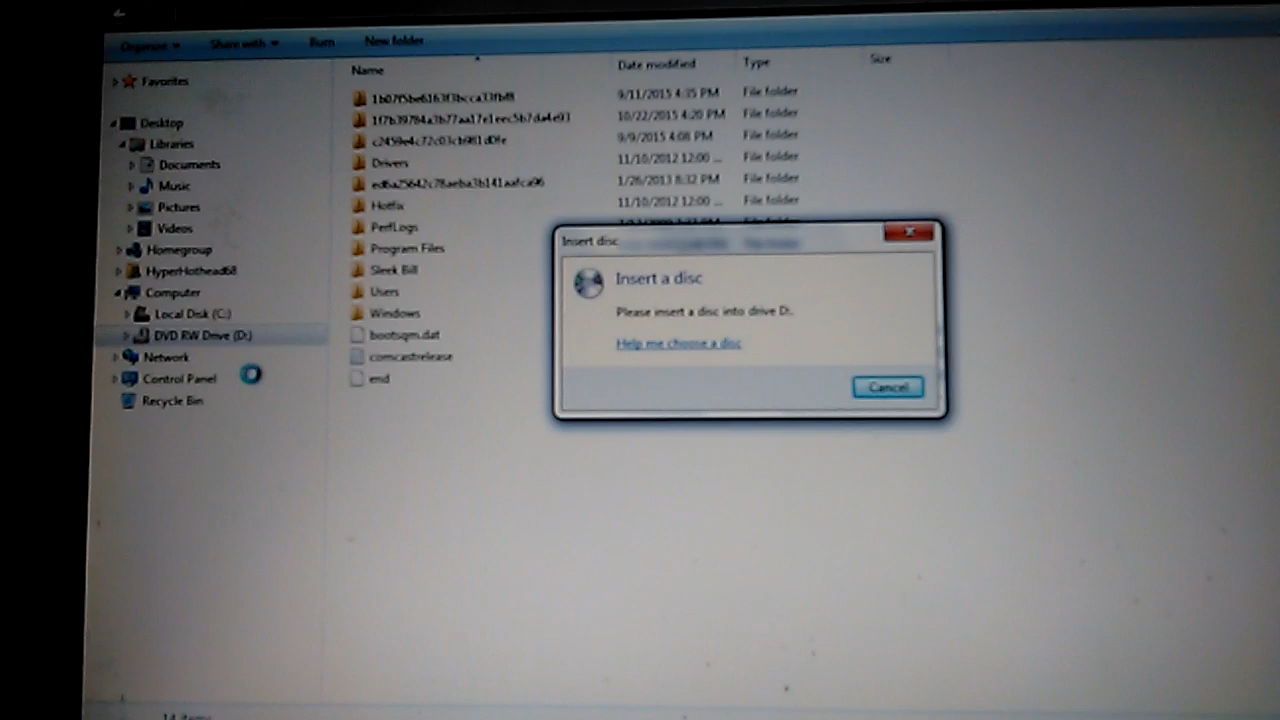 Organize Share with Burn New folder
Favorites
Desktop
Libraries
Documents
Music
Pictures
Videos
Homegroup
HyperHothead68
Computer
Local Disk (C:)
DVD RW Drive (D:)
Network
Control Panel
Recycle Bin
Name Date modified Type Size
9/11/2015 4:35 PM File folder
10/22/2015 4:20 PM File folder
9/9/2015 4:08 PM File folder
Drivers 11/10/2012 12:00 ... File folder
1/26/2013 8:32 PM File folder
Hotfix 11/10/2012 12:00 ... File folder
PerfLogs
Program Files
Sleek Bill
Users
Windows
bootsqm.dat
comcastrelease
end
Insert disc
Insert a disc
Please insert a disc into drive D:.
Help me choose a disc
Cancel
14 items